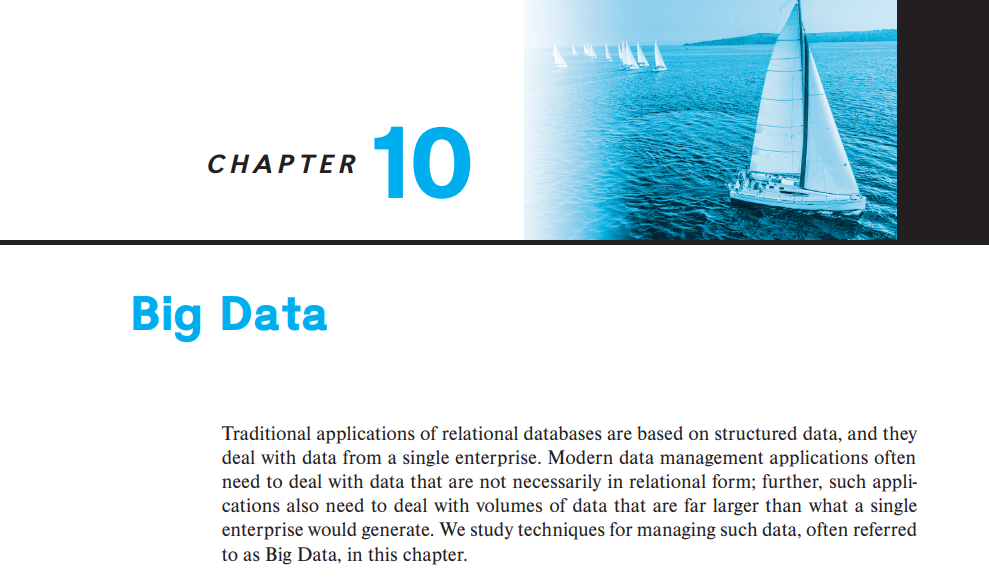 CHAPTER 10
Big Data
Traditional applications of relational databases are based on structured data, and they
deal with data from a single enterprise. Modern data management applications often
need to deal with data that are not necessarily in relational form; further, such appli-
cations also need to deal with volumes of data that are far larger than what a single
enterprise would generate. We study techniques for managing such data, often referred
to as Big Data, in this chapter.